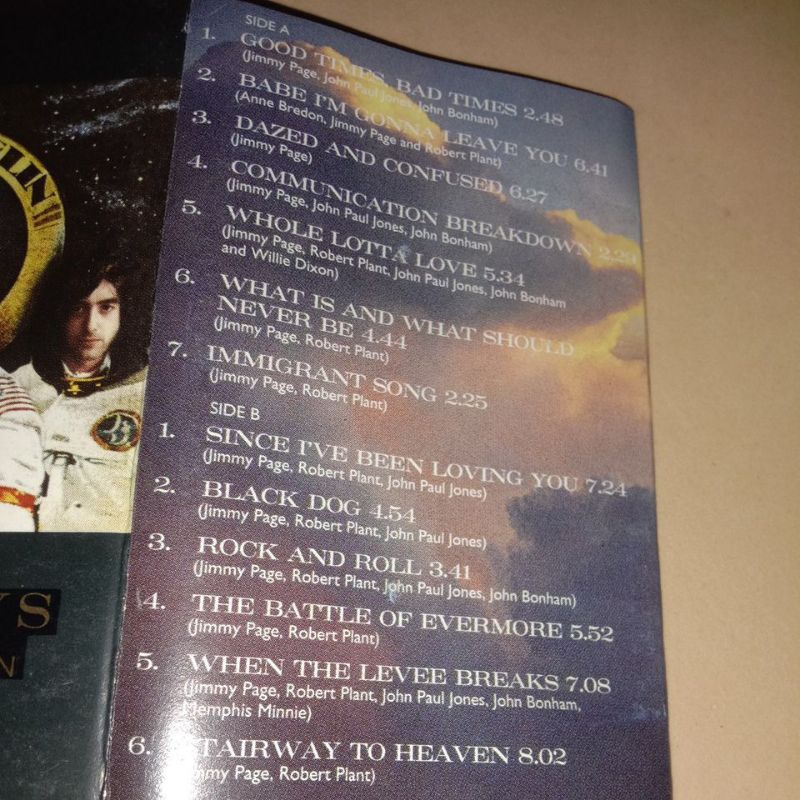 SIDE A
1. GOOD TIMES, BAD TIMES 2.48
(Jimmy Page, John Paul Jones, John Bonham)
2. BABE I'M GONNA LEAVE YOU 6.41
(Anne Bredon, Jimmy Page and Robert Plant)
3. DAZED AND CONFUSED 6.27
(Jimmy Page)
4. COMMUNICATION BREAKDOWN 2.29
(Jimmy Page, John Paul Jones, John Bonham)
5. WHOLE LOTTA LOVE 5.34
(Jimmy Page, Robert Plant, John Paul Jones, John Bonham
and Willie Dixon)
6. WHAT IS AND WHAT SHOULD
NEVER BE 4.44
(Jimmy Page, Robert Plant)
7. IMMIGRANT SONG 2.25
(Jimmy Page, Robert Plant)
SIDE B
1. SINCE I'VE BEEN LOVING YOU 7.24
(Jimmy Page, Robert Plant, John Paul Jones)
2. BLACK DOG 4.54
(Jimmy Page, Robert Plant, John Paul Jones)
3. ROCK AND ROLL 3.41
(Jimmy Page, Robert Plant, John Paul Jones, John Bonham)
4. THE BATTLE OF EVERMORE 5.52
(Jimmy Page, Robert Plant)
5. WHEN THE LEVEE BREAKS 7.08
(Jimmy Page, Robert Plant, John Paul Jones, John Bonham,
Memphis Minnie)
6. STAIRWAY TO HEAVEN 8.02
Jimmy Page, Robert Plant)
YS
N